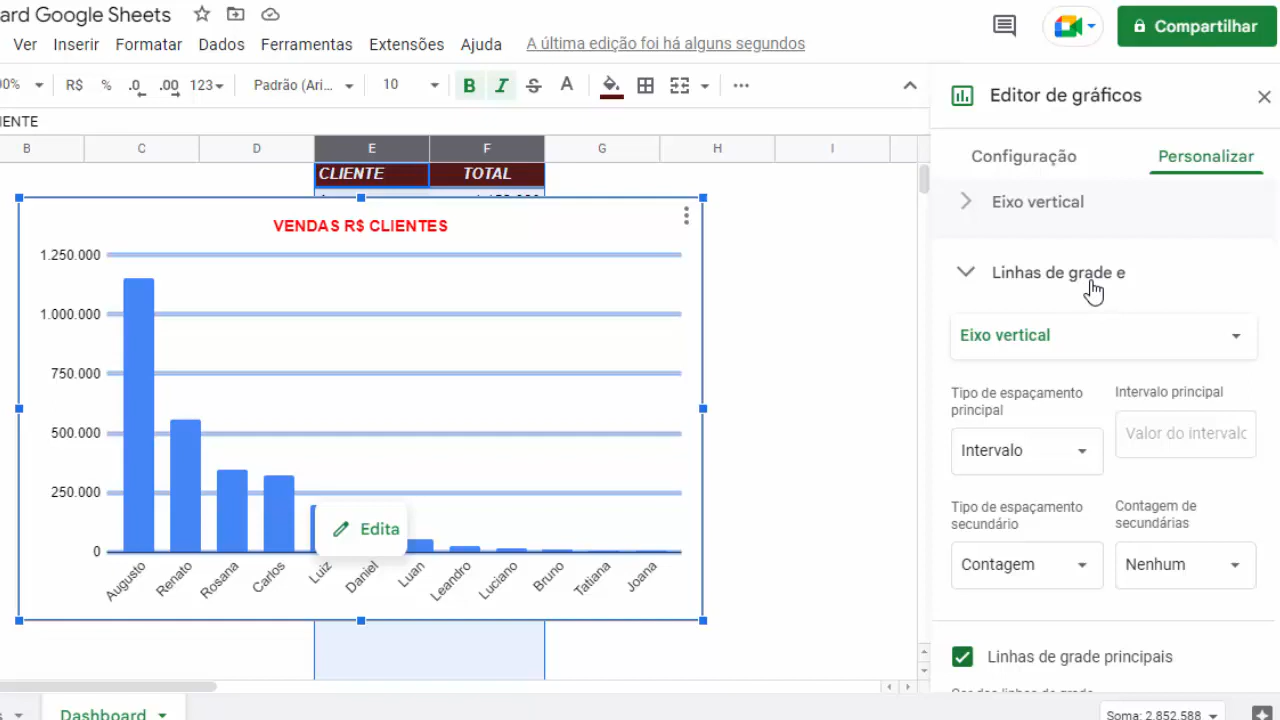 ard Google Sheets
Compartilhar
Ver Inserir Formatar Dados Ferramentas Extensões Ajuda A última edição foi há alguns segundos
R$ % .0 .00 123 Padrão (Ari... 10 B I S A
Editor de gráficos
IENTE
B C D E F G H I
Configuração Personalizar
CLIENTE TOTAL
Eixo vertical
VENDAS R$ CLIENTES
1.250.000
1.000.000
750.000
500.000
250.000
0
Edita
Augusto Renato Rosana Carlos Luiz Daniel Luan Leandro Luciano Bruno Tatiana Joana
Linhas de grade e
Eixo vertical
Tipo de espaçamento
principal
Intervalo
Intervalo principal
Valor do intervalo
Tipo de espaçamento
secundário
Contagem
Contagem de
secundárias
Nenhum
Linhas de grade principais
Dashboard
Soma: 2.852.588